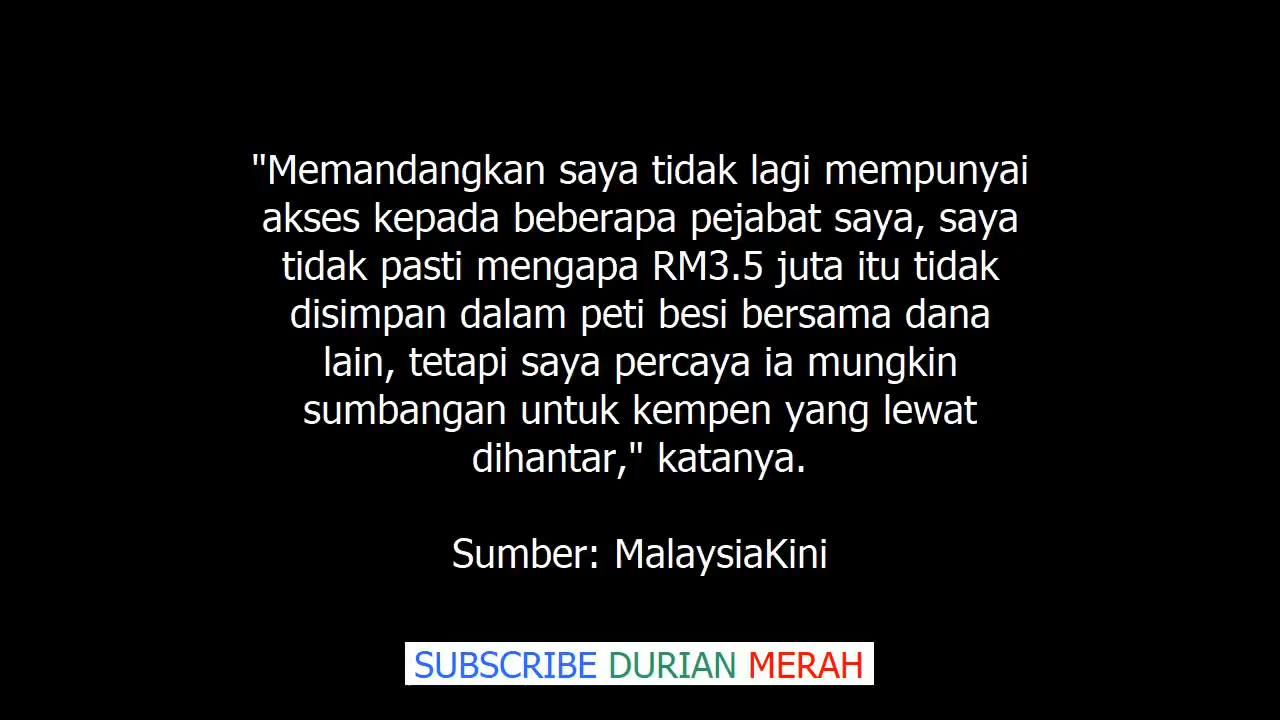 "Memandangkan saya tidak lagi mempunyai
akses kepada beberapa pejabat saya, saya
tidak pasti mengapa RM3.5 juta itu tidak
disimpan dalam peti besi bersama dana
lain, tetapi saya percaya ia mungkin
sumbangan untuk kempen yang lewat
dihantar," katanya.
Sumber: MalaysiaKini
SUBSCRIBE DURIAN MERAH